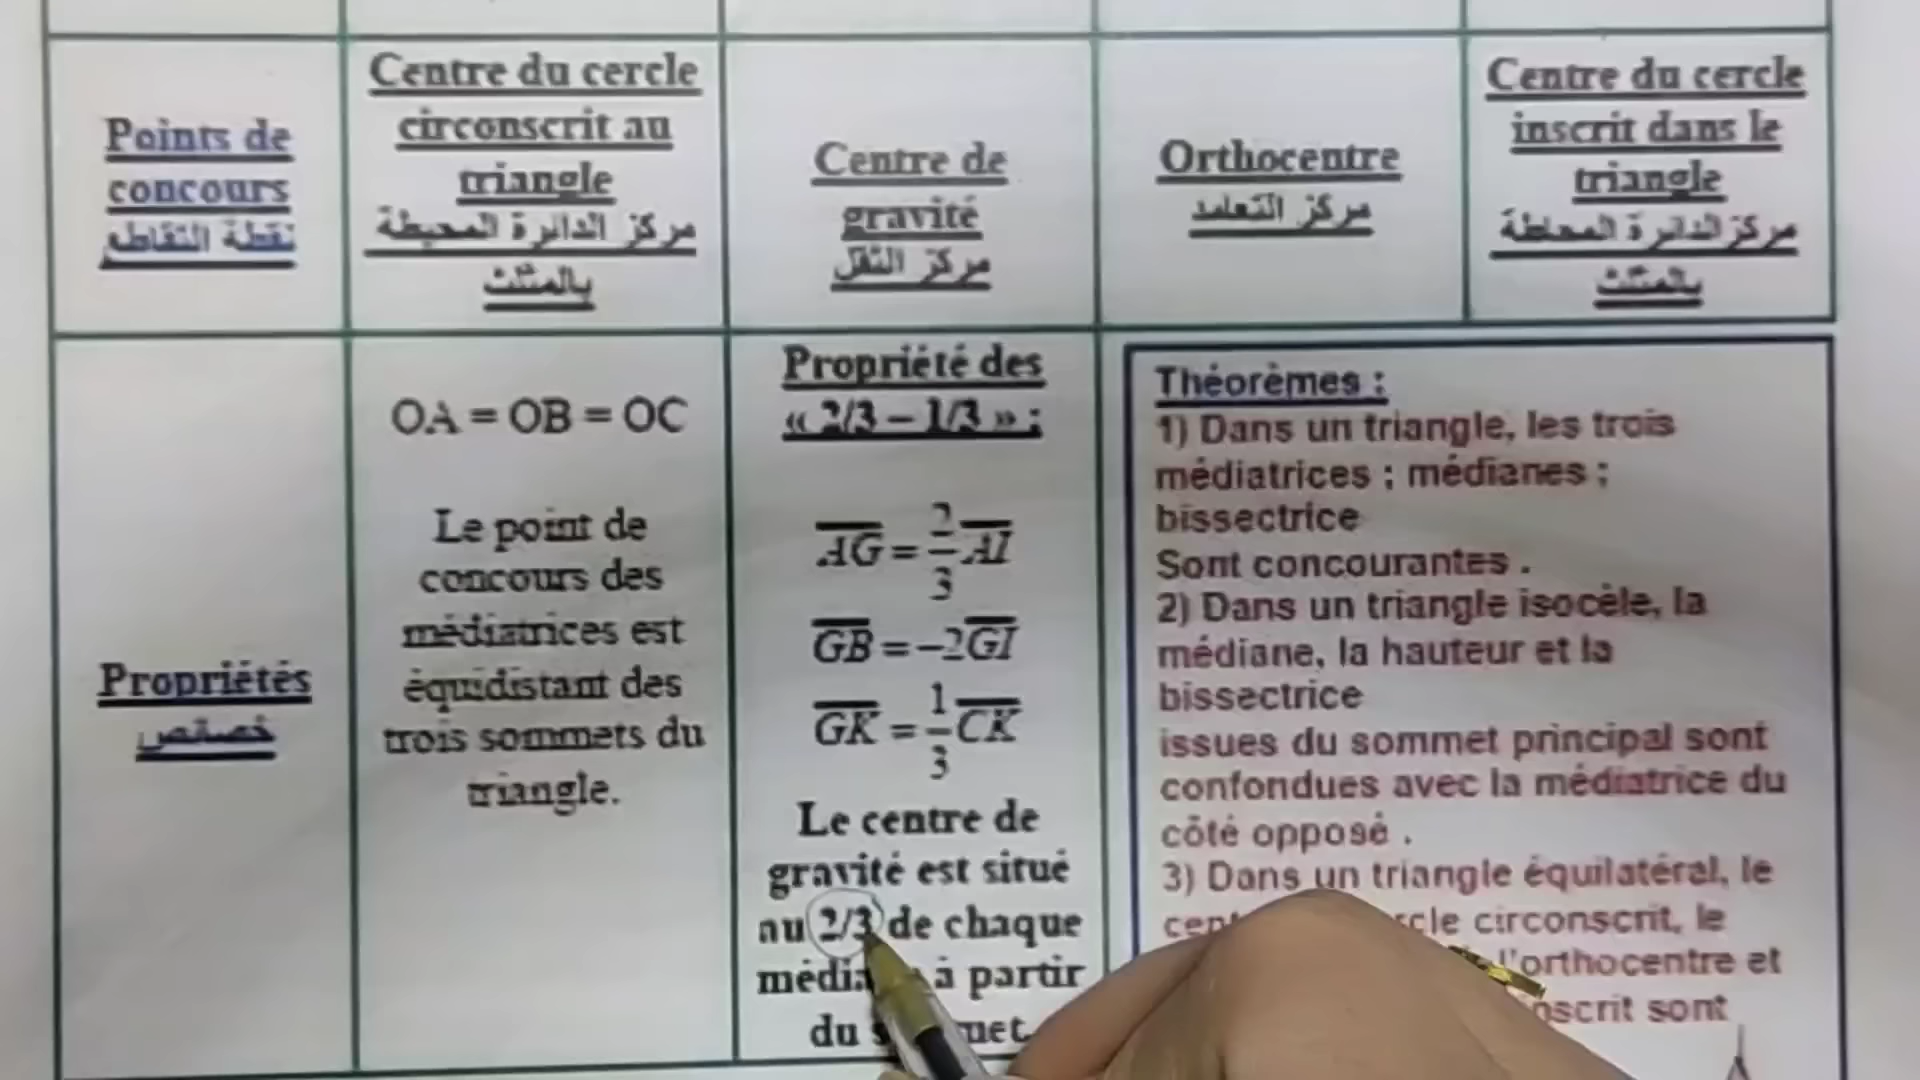 Points de
concours
نقطة التقاطع
Centre du cercle
circonscrit au
triangle
مركز الدائرة المحيطة
بالمثلث
Centre de
gravité
مركز الثقل
Orthocentre
مركز التعامد
Centre du cercle
inscrit dans le
triangle
مركز الدائرة المحاطة
بالمثلث
Propriétés
خصائص
OA = OB = OC
Le point de
concours des
médiatrices est
équidistant des
trois sommets du
triangle.
Propriété des
« 2/3 – 1/3 » :
AG = 2/3 AI
GB = -2GI
GK = 1/3 CK
Le centre de
gravité est situé
au 2/3 de chaque
à partir
du
Théorèmes :
1) Dans un triangle, les trois
médiatrices ; médianes ;
bissectrice
Sont concourantes .
2) Dans un triangle isocèle, la
médiane, la hauteur et la
bissectrice
issues du sommet principal sont
confondues avec la médiatrice du
côté opposé .
3) Dans un triangle équilatéral, le
circonscrit, le
l'orthocentre et
sont